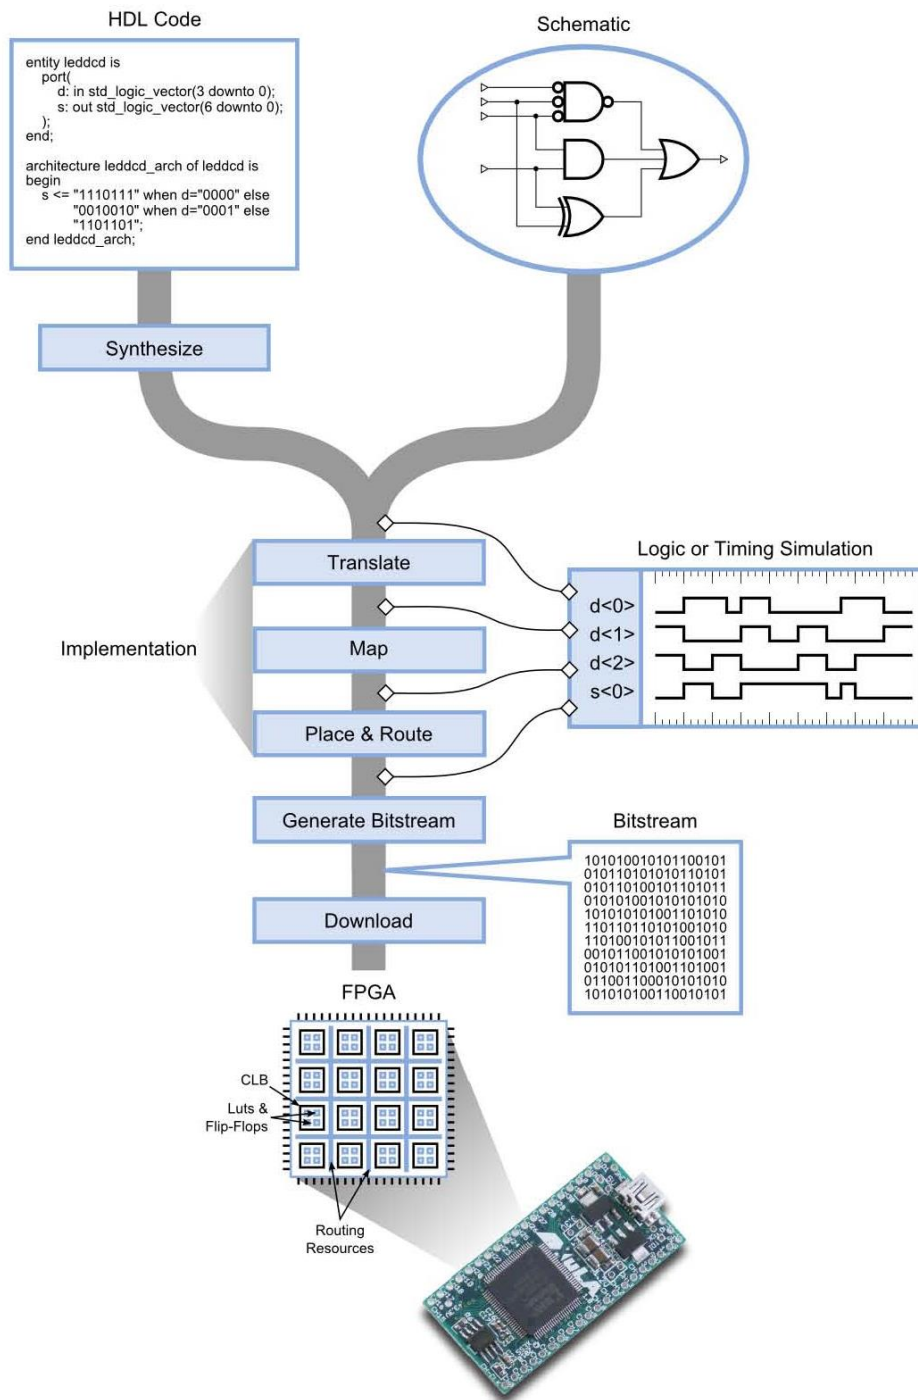 HDL Code
entity leddcd is
port(
d: in std_logic_vector(3 downto 0);
s: out std_logic_vector(6 downto 0);
);
end;
architecture leddcd_arch of leddcd is
begin
s <= "1110111" when d="0000" else
"0010010" when d="0001" else
"1101101";
end leddcd_arch;
Schematic
Synthesize
Translate
Map
Place & Route
Implementation
Logic or Timing Simulation
d<0>
d<1>
d<2>
s<0>
Generate Bitstream
Bitstream
101010010101100101
010110101010110101
010110100101101011
010101001010101010
101010101001101010
110110110101001010
110100101011001011
001011001010101001
010101101001101001
011001100010101010
101010100110010101
Download
FPGA
CLB
Luts &
Flip-Flops
Routing
Resources
XuLA